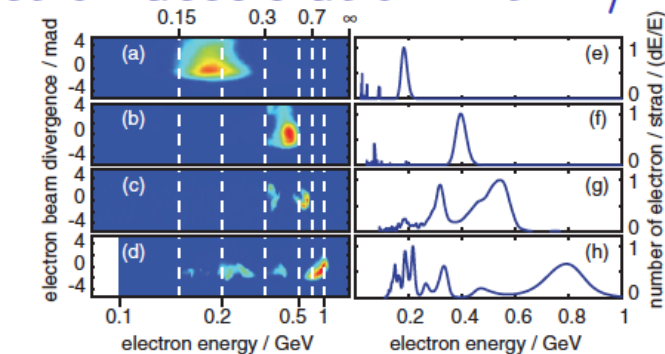 0.15 0.3 0.7 ∞
electron beam divergence / mad
4
0
-4
(a)
4
0
-4
(b)
4
0
-4
(c)
4
0
-4
(d)
0.1 0.2 0.5 1
electron energy / GeV
(e)
1
0
(f)
1
0
(g)
1
0
(h)
1
0
0.2 0.4 0.6 0.8 1
electron energy / GeV
number of electron / strad / (dE/E)